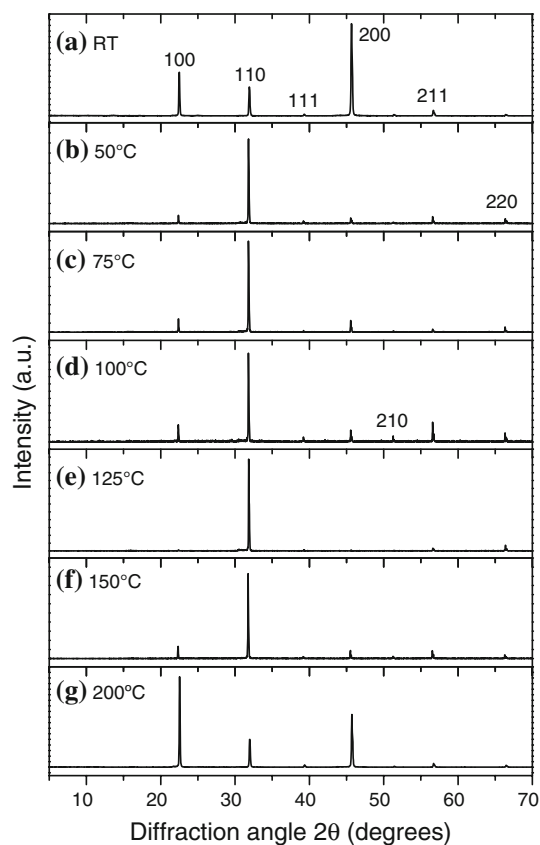 (a) RT
100
110
111
200
211
(b) 50°C
220
(c) 75°C
(d) 100°C
210
(e) 125°C
(f) 150°C
(g) 200°C
Intensity (a.u.)
10 20 30 40 50 60 70
Diffraction angle 2θ (degrees)